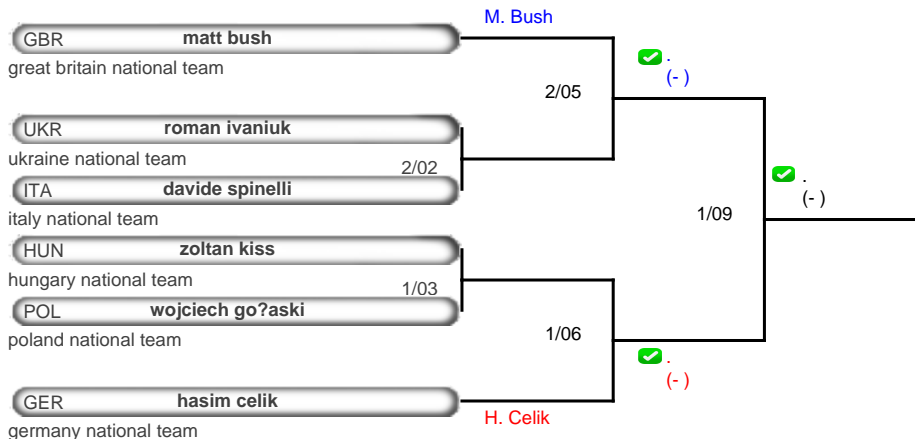 M. Bush
GBR matt bush
great britain national team
.
(- )
2/05
UKR roman ivaniuk
ukraine national team
2/02
ITA davide spinelli
italy national team
.
(- )
1/09
HUN zoltan kiss
hungary national team
1/03
POL wojciech go?aski
poland national team
1/06
.
(- )
GER hasim celik
H. Celik
germany national team